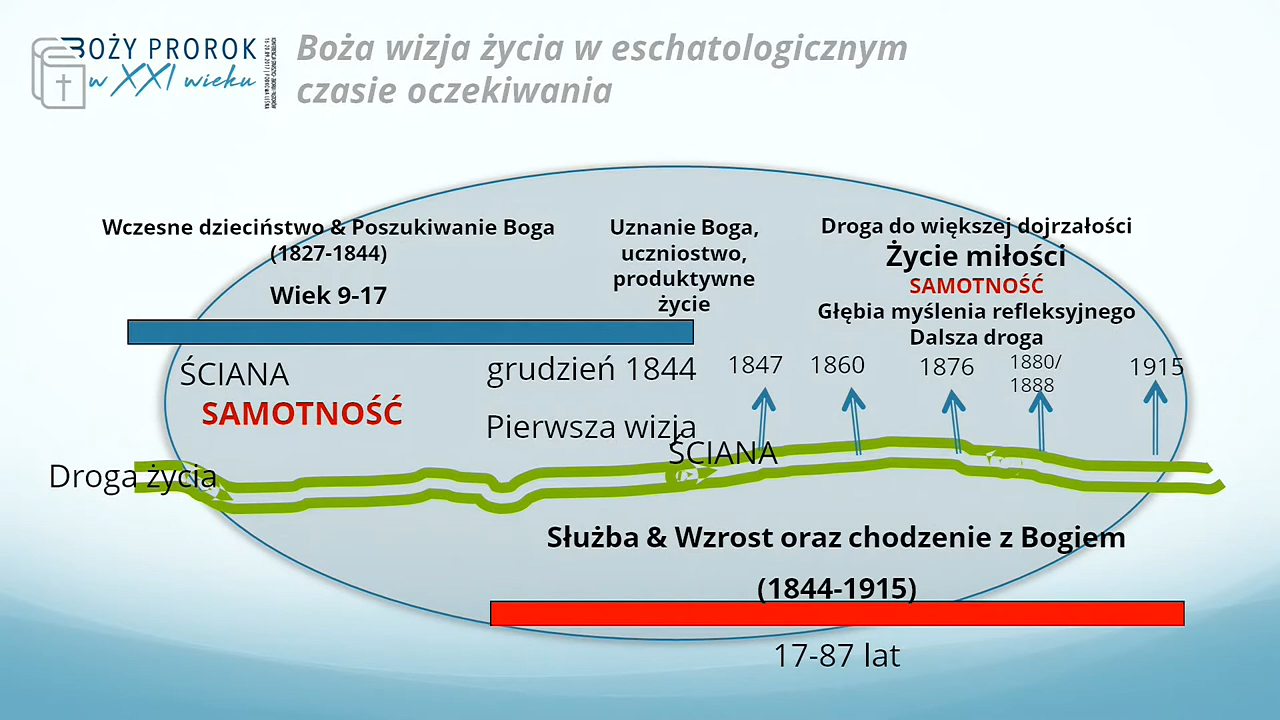 BOŻY PROROK
w XXI wieku
Boża wizja życia w eschatologicznym
czasie oczekiwania
Wczesne dzieciństwo & Poszukiwanie Boga
(1827-1844)
Wiek 9-17
Uznanie Boga,
uczniostwo,
produktywne
życie
Droga do większej dojrzałości
Życie miłości
SAMOTNOŚĆ
Głębia myślenia refleksyjnego
Dalsza droga
ŚCIANA
SAMOTNOŚĆ
grudzień 1844
Pierwsza wizja
1847
1860
1876
1880/
1888
1915
ŚCIANA
Droga życia
Służba & Wzrost oraz chodzenie z Bogiem
(1844-1915)
17-87 lat